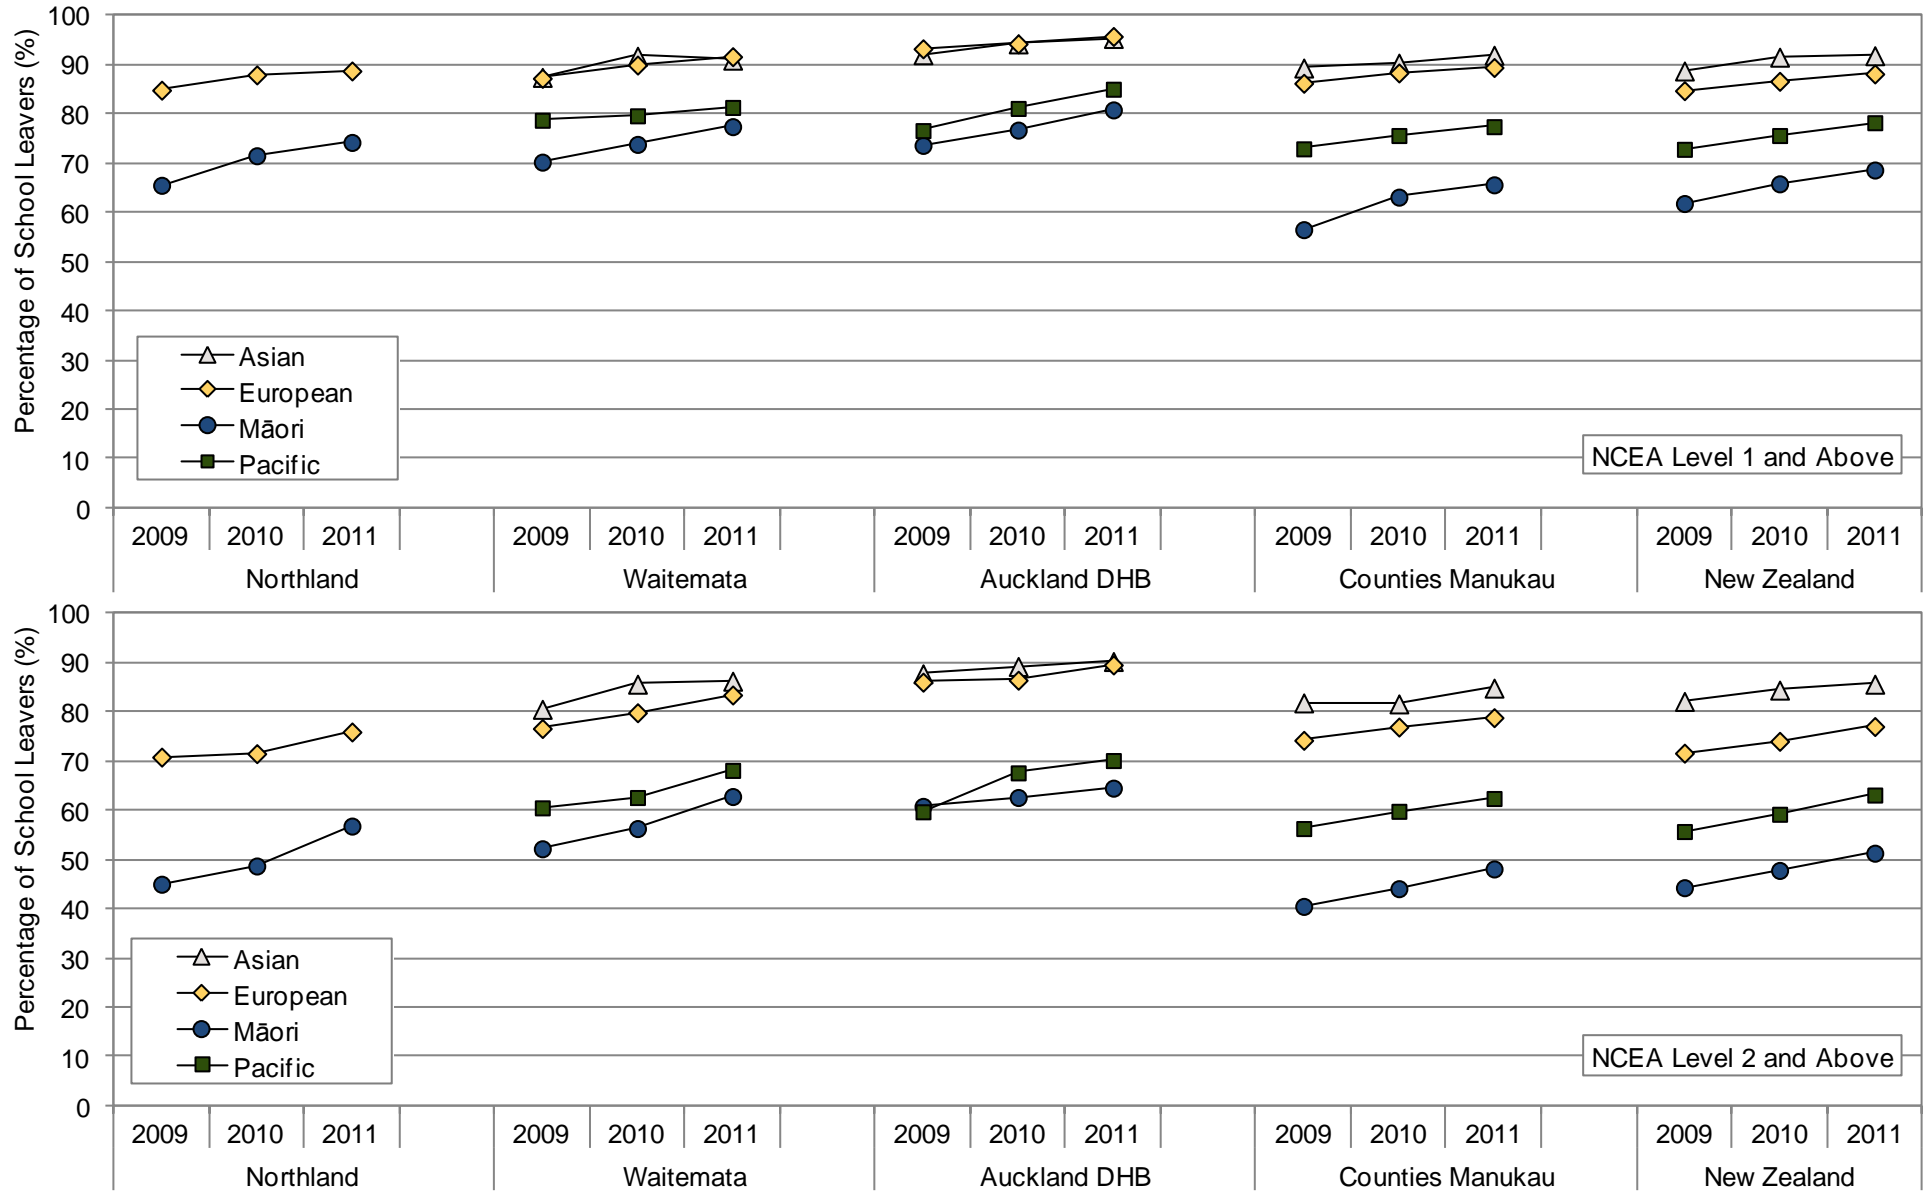 Percentage of School Leavers (%)
100
90
80
70
60
50
40
30
20
10
0
Asian
European
Māori
Pacific
NCEA Level 1 and Above
2009 2010 2011 2009 2010 2011 2009 2010 2011 2009 2010 2011 2009 2010 2011
Northland Waitemata Auckland DHB Counties Manukau New Zealand
Percentage of School Leavers (%)
100
90
80
70
60
50
40
30
20
10
0
Asian
European
Māori
Pacific
NCEA Level 2 and Above
2009 2010 2011 2009 2010 2011 2009 2010 2011 2009 2010 2011 2009 2010 2011
Northland Waitemata Auckland DHB Counties Manukau New Zealand